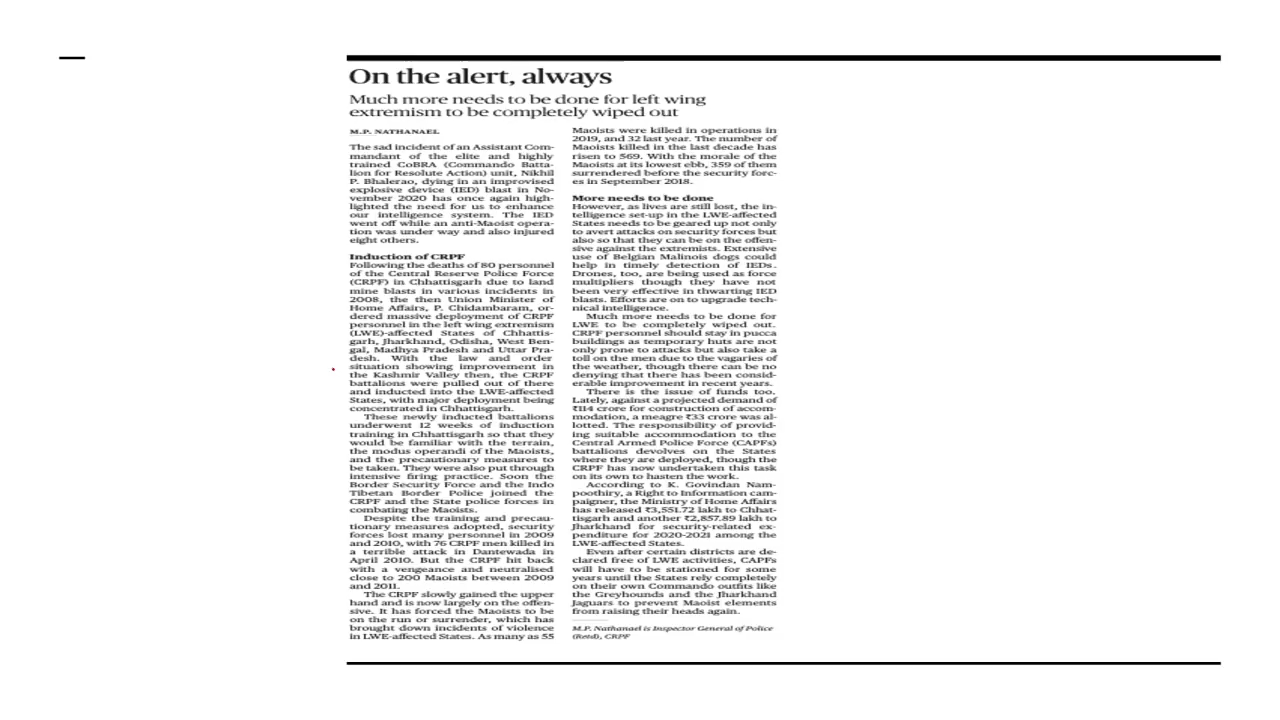 On the alert, always
Much more needs to be done for left wing
extremism to be completely wiped out
M.P. NATHANAEL
The sad incident of an Assistant Com-
mandant of the elite and highly
trained CoBRA (Commando Batta-
lion for Resolute Action) unit, Nikhil
P. Bhalerao, dying in an improvised
explosive device (IED) blast in No-
vember 2020 has once again high-
lighted the need for us to enhance
our intelligence system. The IED
went off while an anti-Maoist opera-
tion was under way and also injured
eight others.
Induction of CRPF
Following the deaths of 80 personnel
of the Central Reserve Police Force
(CRPF) in Chhattisgarh due to land
mine blasts in various incidents in
2008, the then Union Minister of
Home Affairs, P. Chidambaram, or-
dered massive deployment of CRPF
personnel in the left wing extremism
(LWE)-affected States of Chhattis-
garh, Jharkhand, Odisha, West Ben-
gal, Madhya Pradesh and Uttar Pra-
desh. With the law and order
situation showing improvement in
the Kashmir Valley then, the CRPF
battalions were pulled out of there
and inducted into the LWE-affected
States, with major deployment being
concentrated in Chhattisgarh.
These newly inducted battalions
underwent 12 weeks of induction
training in Chhattisgarh so that they
would be familiar with the terrain,
the modus operandi of the Maoists,
and the precautionary measures to
be taken. They were also put through
intensive firing practice. Soon the
Border Security Force and the Indo
Tibetan Border Police joined the
CRPF and the State police forces in
combating the Maoists.
Despite the training and precau-
tionary measures adopted, security
forces lost many personnel in 2009
and 2010, with 76 CRPF men killed in
a terrible attack in Dantewada in
April 2010. But the CRPF hit back
with a vengeance and neutralised
close to 200 Maoists between 2009
and 2011.
The CRPF slowly gained the upper
hand and is now largely on the offen-
sive. It has forced the Maoists to be
on the run or surrender, which has
brought down incidents of violence
in LWE-affected States. As many as 55
Maoists were killed in operations in
2019, and 32 last year. The number of
Maoists killed in the last decade has
risen to 569. With the morale of the
Maoists at its lowest ebb, 359 of them
surrendered before the security forc-
es in September 2018.
More needs to be done
However, as lives are still lost, the in-
telligence set-up in the LWE-affected
States needs to be geared up not only
to avert attacks on security forces but
also so that they can be on the offen-
sive against the extremists. Extensive
use of Belgian Malinois dogs could
help in timely detection of IEDs.
Drones, too, are being used as force
multipliers though they have not
been very effective in thwarting IED
blasts. Efforts are on to upgrade tech-
nical intelligence.
Much more needs to be done for
LWE to be completely wiped out.
CRPF personnel should stay in pucca
buildings as temporary huts are not
only prone to attacks but also take a
toll on the men due to the vagaries of
the weather, though there can be no
denying that there has been consid-
erable improvement in recent years.
There is the issue of funds too.
Lately, against a projected demand of
₹114 crore for construction of accom-
modation, a meagre ₹33 crore was al-
lotted. The responsibility of provid-
ing suitable accommodation to the
Central Armed Police Force (CAPFs)
battalions devolves on the States
where they are deployed, though the
CRPF has now undertaken this task
on its own to hasten the work.
According to K. Govindan Nam-
poothiry, a Right to Information cam-
paigner, the Ministry of Home Affairs
has released ₹3,551.72 lakh to Chhat-
tisgarh and another ₹2,857.89 lakh to
Jharkhand for security-related ex-
penditure for 2020-2021 among the
LWE-affected States.
Even after certain districts are de-
clared free of LWE activities, CAPFs
will have to be stationed for some
years until the States rely completely
on their own Commando outfits like
the Greyhounds and the Jharkhand
Jaguars to prevent Maoist elements
from raising their heads again.
M.P. Nathanael is Inspector General of Police
(Retd), CRPF